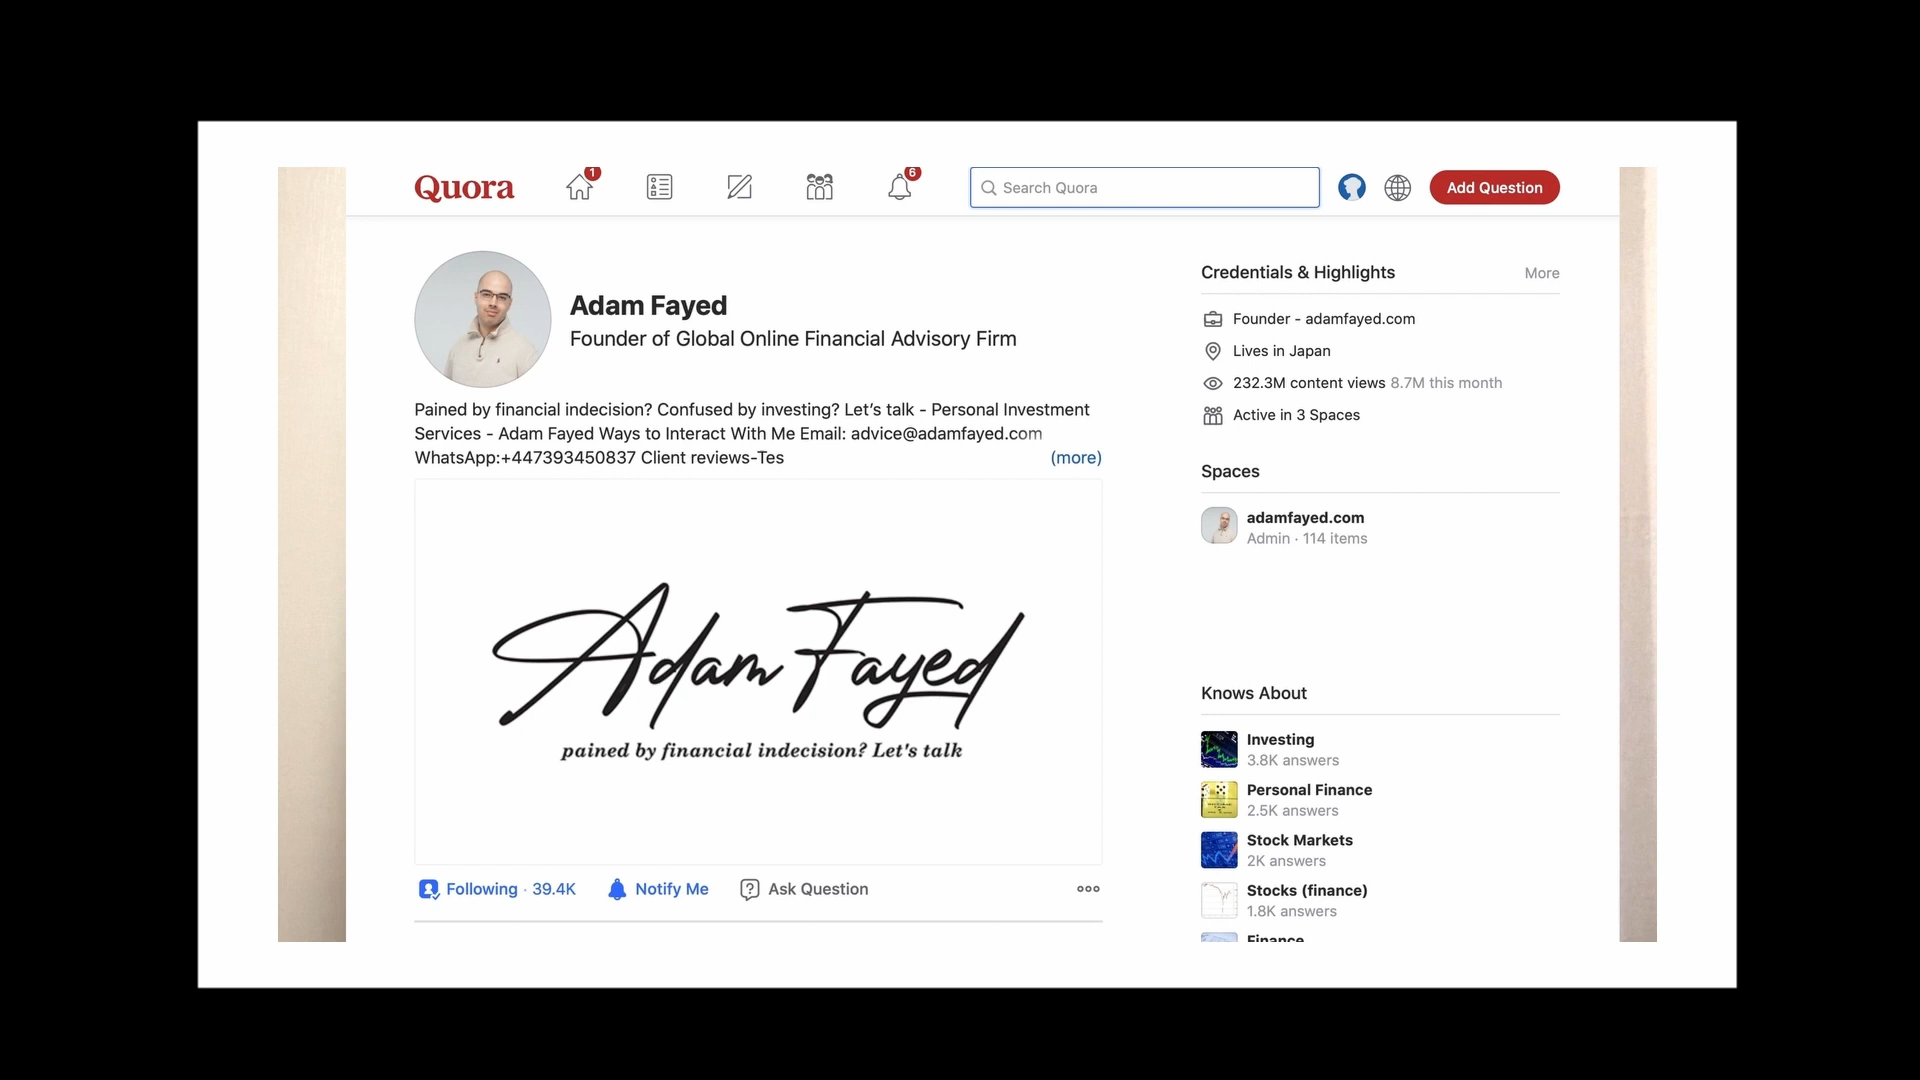 Quora
1
6
Search Quora
Add Question
Adam Fayed
Founder of Global Online Financial Advisory Firm
Pained by financial indecision? Confused by investing? Let’s talk - Personal Investment
Services - Adam Fayed Ways to Interact With Me Email: advice@adamfayed.com
WhatsApp:+447393450837 Client reviews-Tes
(more)
Adam Fayed
pained by financial indecision? Let's talk
Following · 39.4K
Notify Me
Ask Question
Credentials & Highlights
More
Founder - adamfayed.com
Lives in Japan
232.3M content views 8.7M this month
Active in 3 Spaces
Spaces
adamfayed.com
Admin · 114 items
Knows About
Investing
3.8K answers
Personal Finance
2.5K answers
Stock Markets
2K answers
Stocks (finance)
1.8K answers
Finance